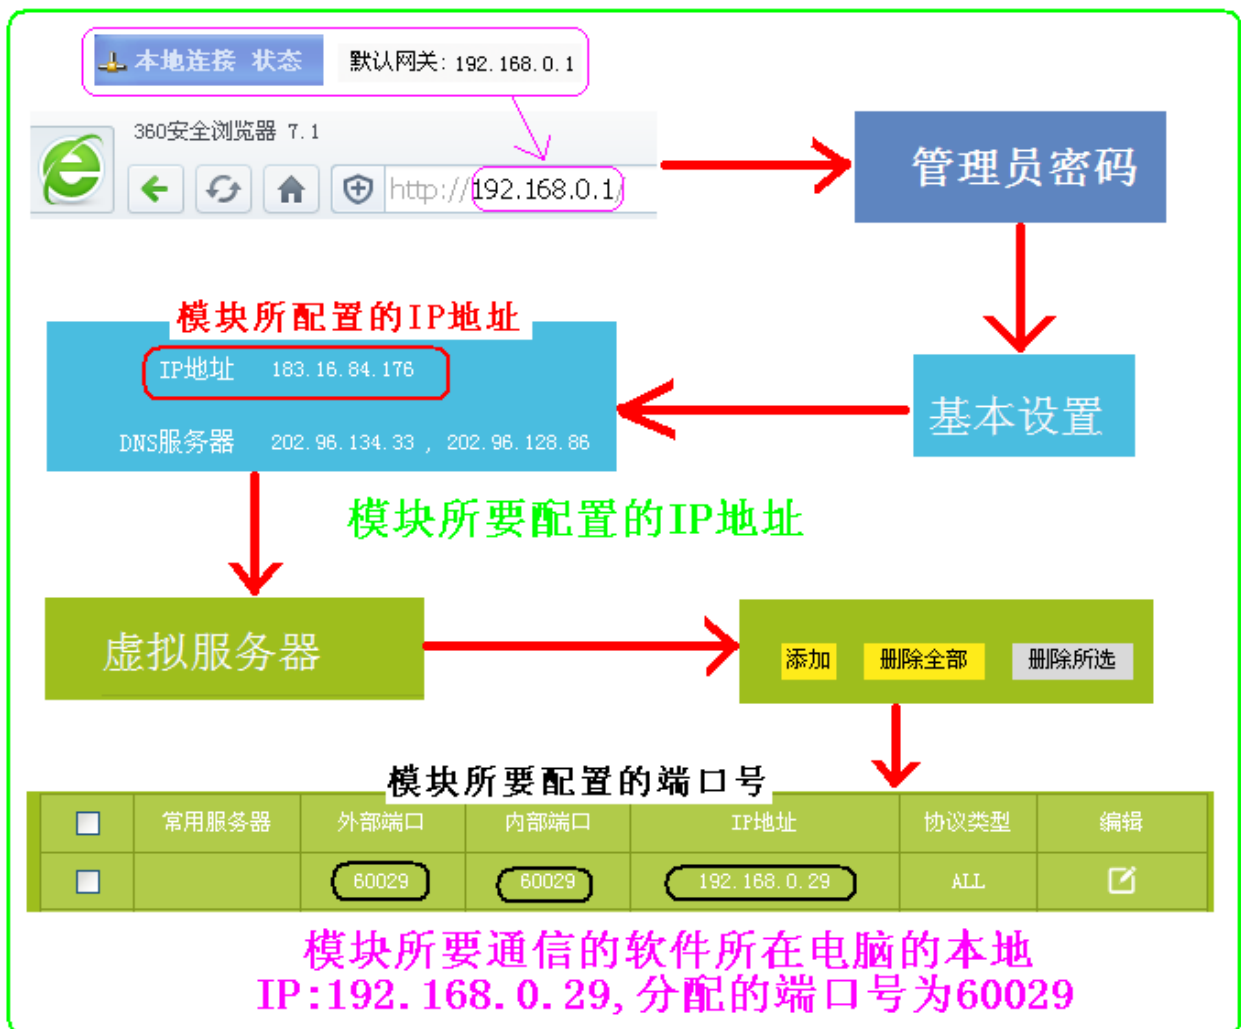 本地连接 状态
默认网关: 192.168.0.1
360安全浏览器 7.1
http://192.168.0.1/
管理员密码
模块所配置的IP地址
IP地址 183.16.84.176
DNS服务器 202.96.134.33 , 202.96.128.86
基本设置
模块所要配置的IP地址
虚拟服务器
添加 删除全部 删除所选
模块所要配置的端口号
常用服务器 外部端口 内部端口 IP地址 协议类型 编辑
60029 60029 192.168.0.29 ALL
模块所要通信的软件所在电脑的本地
IP:192.168.0.29,分配的端口号为60029